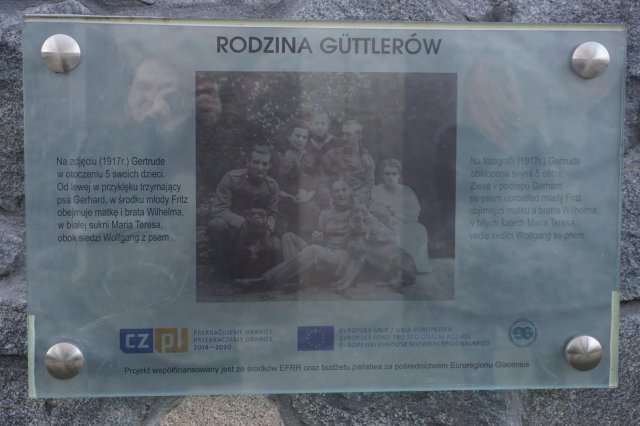 RODZINA GÜTTLERÓW
Na zdjęciu (1917r.) Gertrude
w otoczeniu 5 swoich dzieci.
Od lewej w przyklęku trzymający
psa Gerhard, w środku młody Fritz
obejmuje matkę i brata Wilhelma,
w białej sukni Maria Teresa,
obok siedzi Wolfgang z psem.
Na fotografii (1917r.) Gertrude
obklopena svými 5 dětmi.
Zleva v podřepu Gerhard
se psem, uprostřed mladý Fritz
objímající matku a bratra Wilhelma,
v bílých šatech Maria Teresa,
vedle sedící Wolfgang se psem.
cz pl
PŘEKRAČUJEME HRANICE
PRZEKRACZAMY GRANICE
2014—2020
EVROPSKÁ UNIE / UNIA EUROPEJSKA
EVROPSKÝ FOND PRO REGIONÁLNÍ ROZVOJ
EUROPEJSKI FUNDUSZ ROZWOJU REGIONALNEGO
Projekt współfinansowany jest ze środków EFRR oraz budżetu państwa za pośrednictwem Euroregionu Glacensis